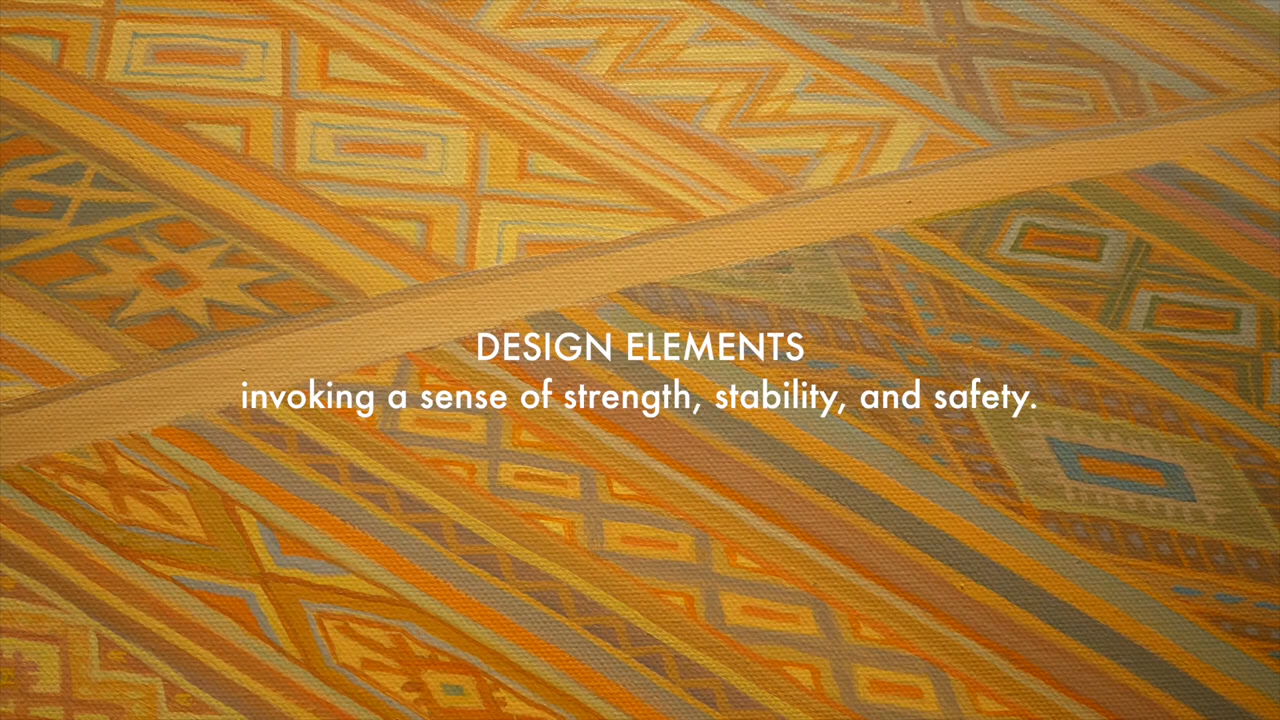 DESIGN ELEMENTS
invoking a sense of strength, stability, and safety.